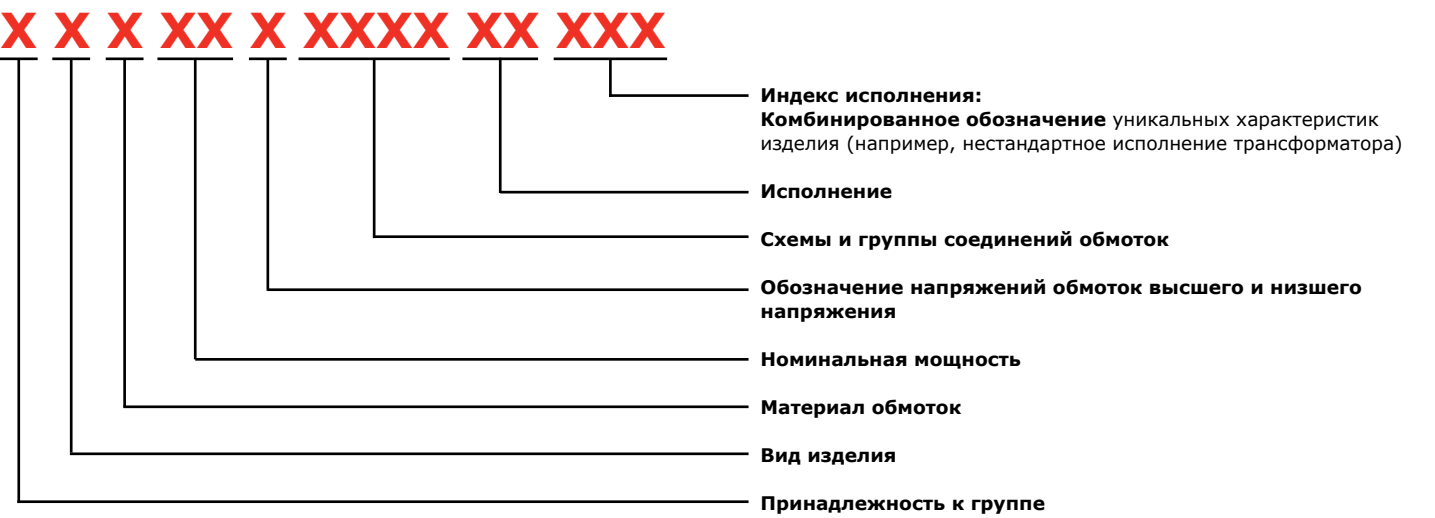 X X X XX X XXXX XX XXX
Индекс исполнения:
Комбинированное обозначение уникальных характеристик
изделия (например, нестандартное исполнение трансформатора)
Исполнение
Схемы и группы соединений обмоток
Обозначение напряжений обмоток высшего и низшего
напряжения
Номинальная мощность
Материал обмоток
Вид изделия
Принадлежность к группе